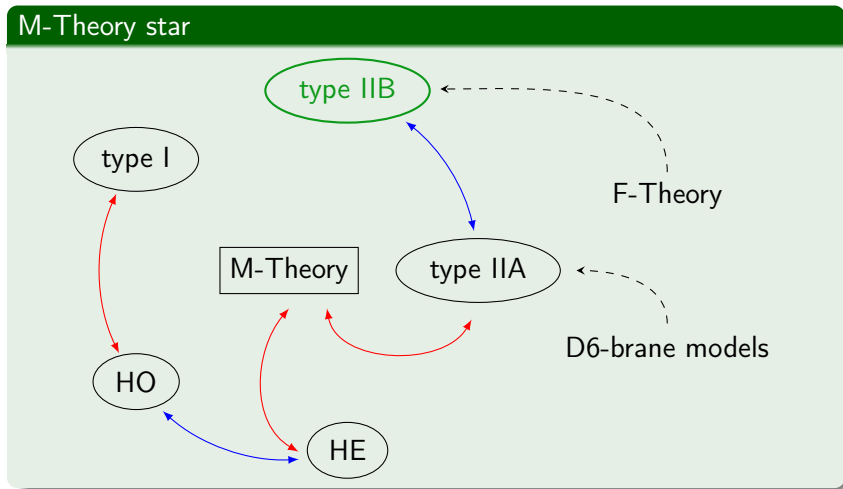 M-Theory star
type IIB
type I
F-Theory
M-Theory
type IIA
D6-brane models
HO
HE